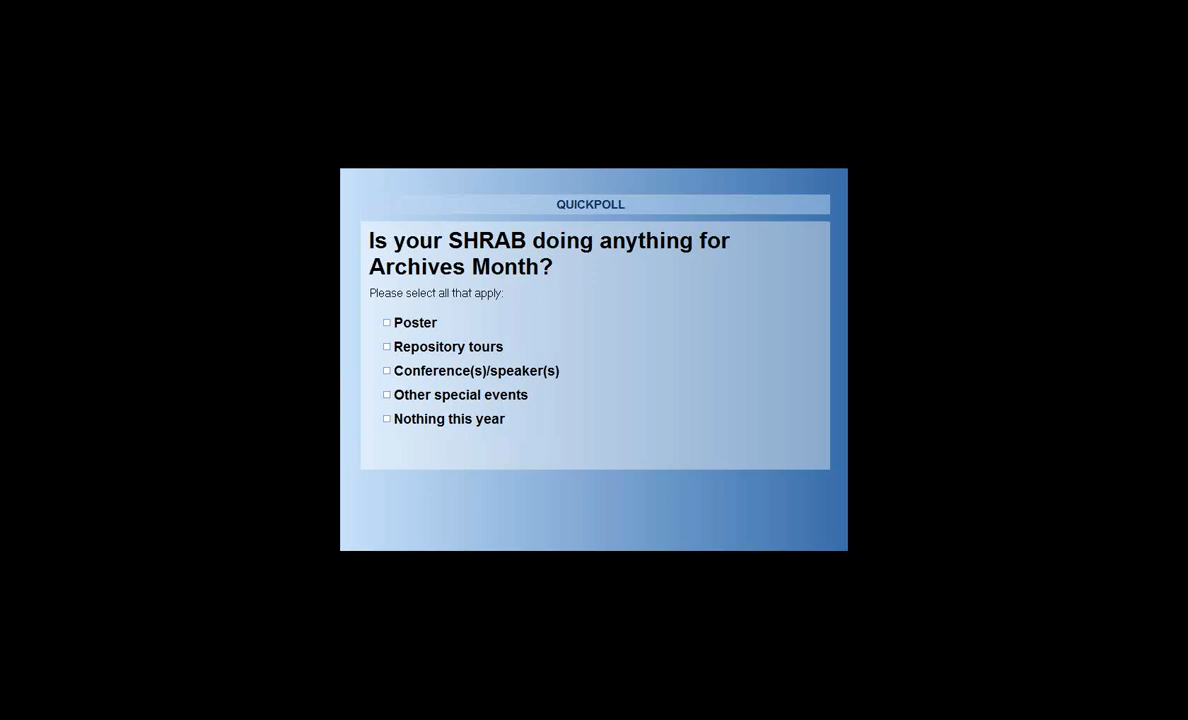 QUICKPOLL
Is your SHRAB doing anything for
Archives Month?
Please select all that apply:
Poster
Repository tours
Conference(s)/speaker(s)
Other special events
Nothing this year